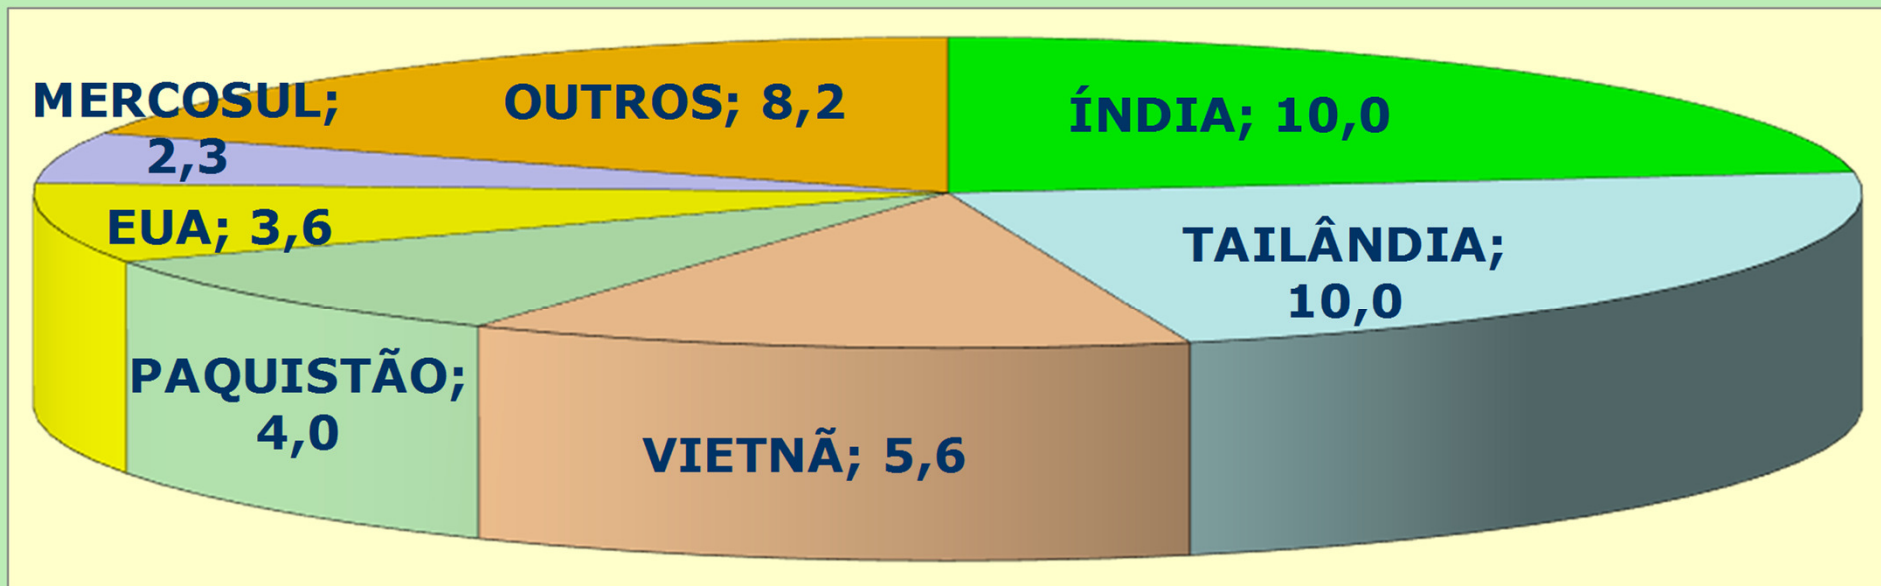 MERCOSUL;
2,3
OUTROS; 8,2
ÍNDIA; 10,0
EUA; 3,6
TAILÂNDIA;
10,0
PAQUISTÃO;
4,0
VIETNÃ; 5,6